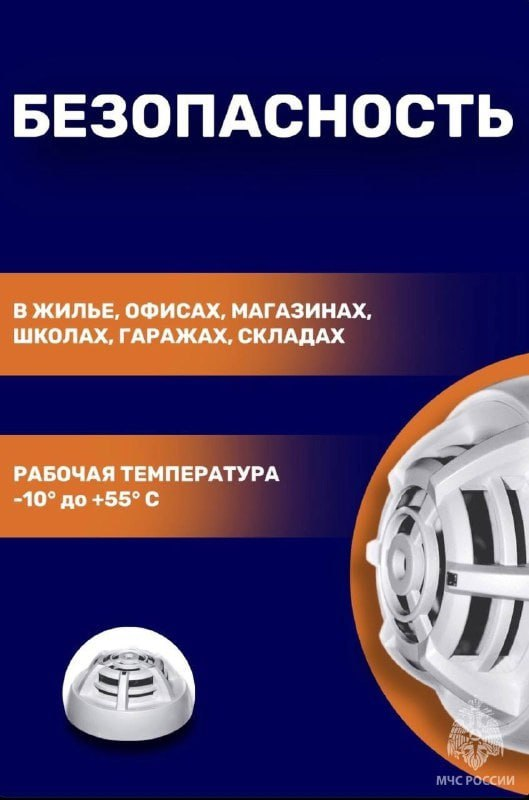 БЕЗОПАСНОСТЬ
В ЖИЛЬЕ, ОФИСАХ, МАГАЗИНАХ,
ШКОЛАХ, ГАРАЖАХ, СКЛАДАХ
РАБОЧАЯ ТЕМПЕРАТУРА
-10° до +55° С
МЧС РОССИИ